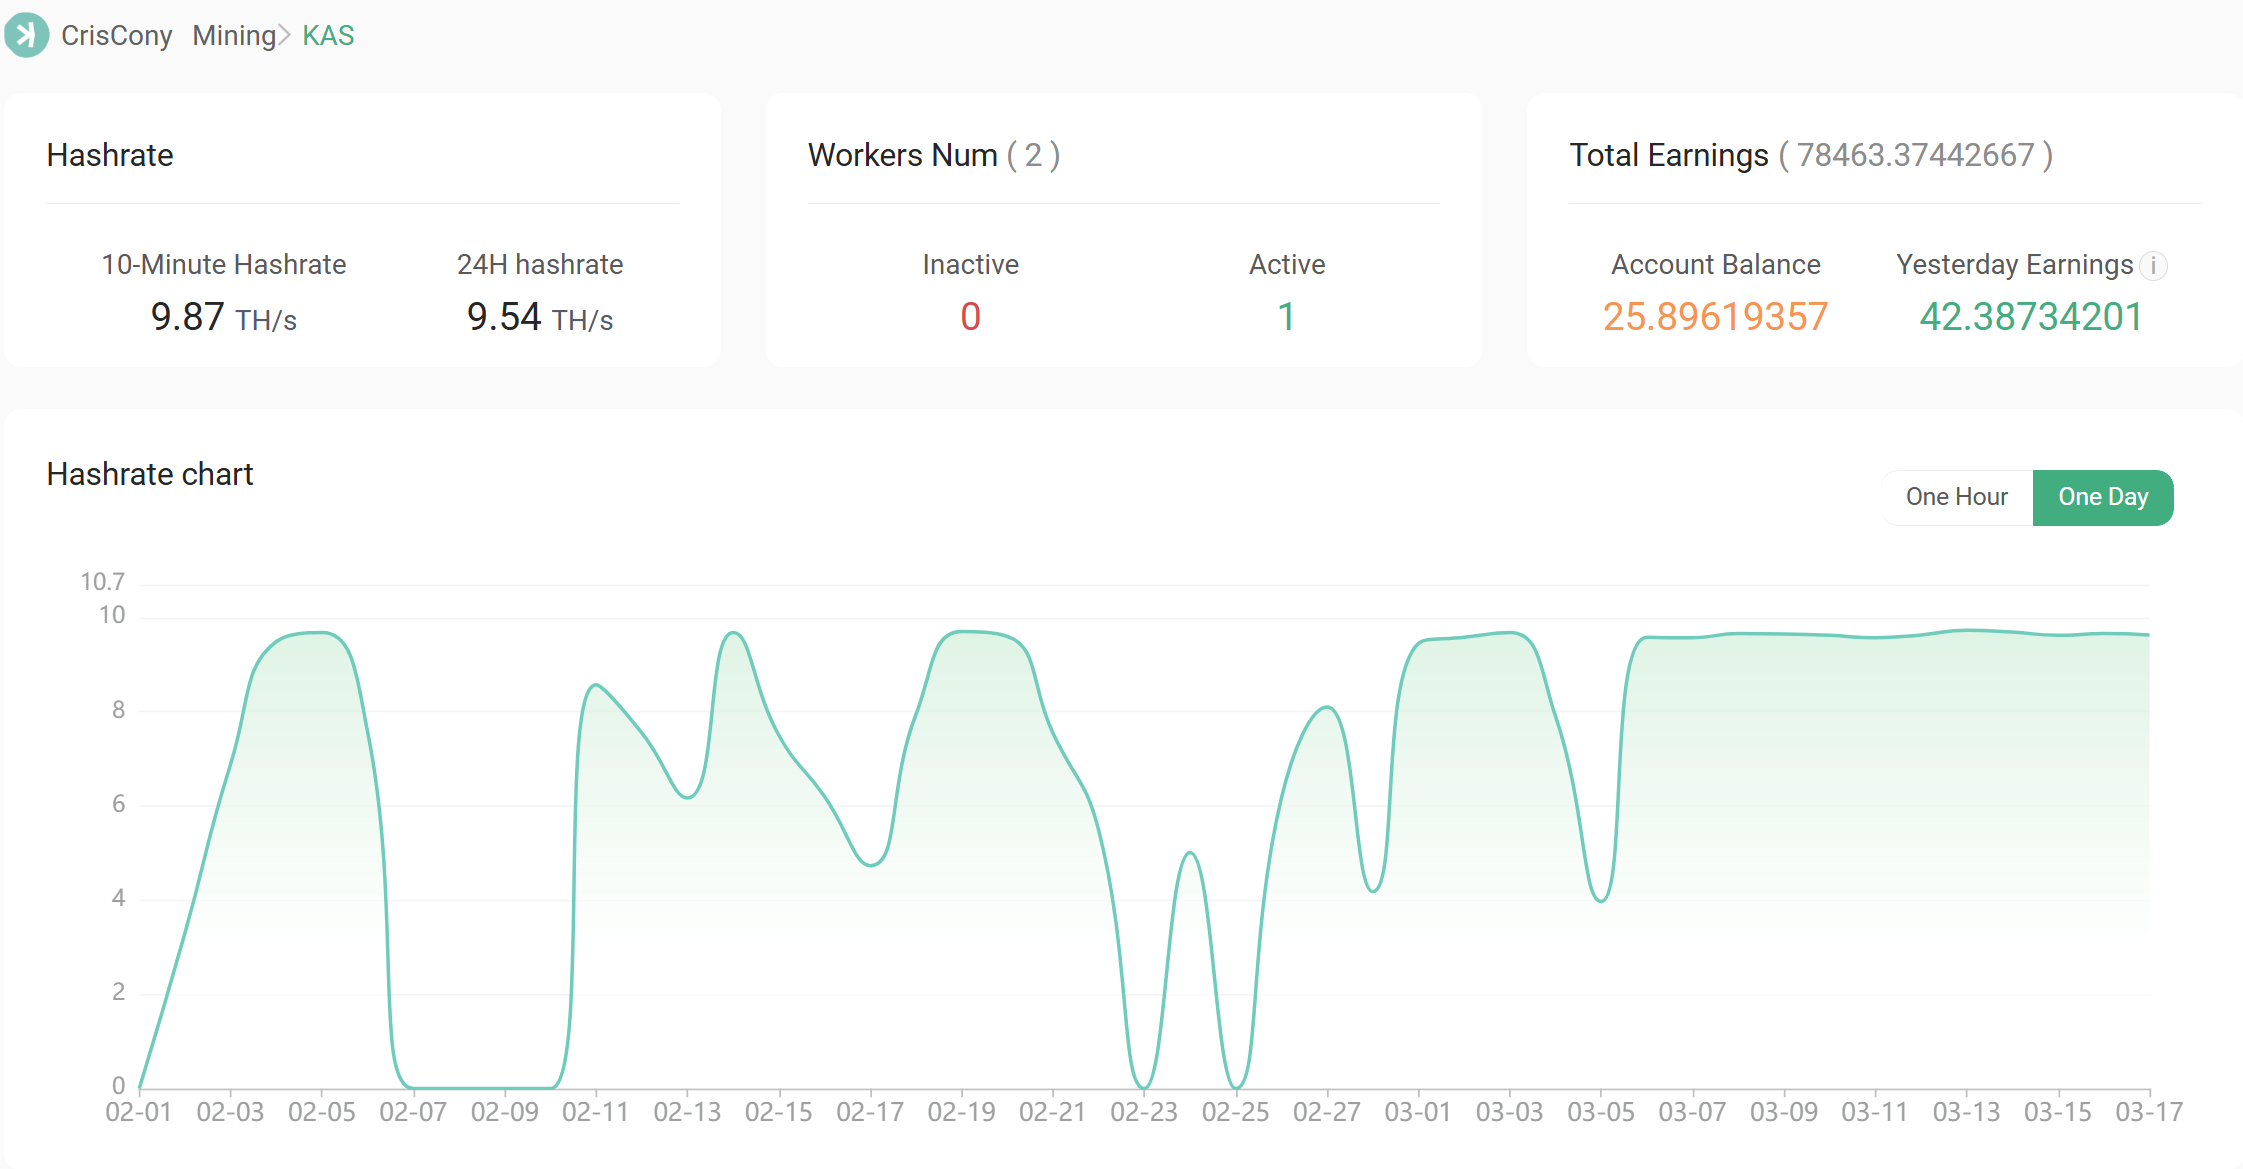 CrisCony Mining > KAS
Hashrate
10-Minute Hashrate
9.87 TH/s
24H hashrate
9.54 TH/s
Workers Num ( 2 )
Inactive
0
Active
1
Total Earnings ( 78463.37442667 )
Account Balance
25.89619357
Yesterday Earnings i
42.38734201
Hashrate chart
One Hour
One Day
10.7
10
8
6
4
2
0
02-01 02-03 02-05 02-07 02-09 02-11 02-13 02-15 02-17 02-19 02-21 02-23 02-25 02-27 03-01 03-03 03-05 03-07 03-09 03-11 03-13 03-15 03-17